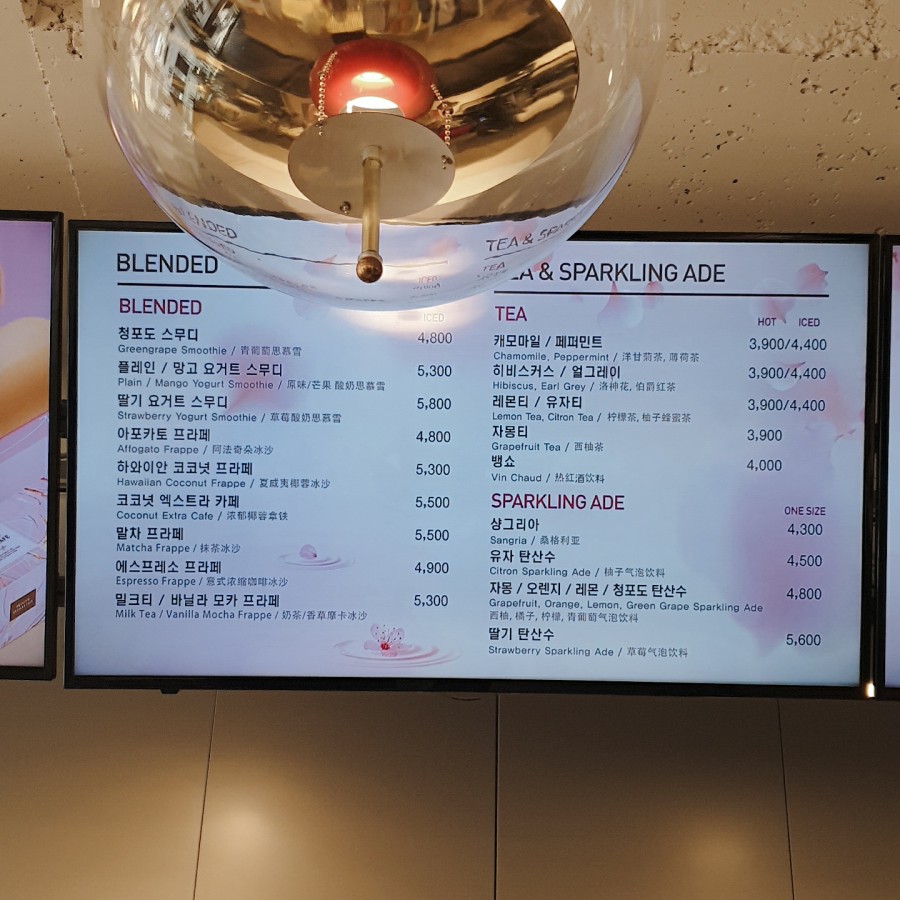 BLENDED
BLENDED
ICED
청포도 스무디 4,800
Greengrape Smoothie / 青葡萄思慕雪
플레인 / 망고 요거트 스무디 5,300
Plain / Mango Yogurt Smoothie / 原味/芒果 酸奶思慕雪
딸기 요거트 스무디 5,800
Strawberry Yogurt Smoothie / 草莓酸奶思慕雪
아포카토 프라페 4,800
Affogato Frappe / 阿法奇朵冰沙
하와이안 코코넛 프라페 5,300
Hawaiian Coconut Frappe / 夏威夷椰蓉冰沙
코코넛 엑스트라 카페 5,500
Coconut Extra Cafe / 浓郁椰蓉拿铁
말차 프라페 5,500
Matcha Frappe / 抹茶冰沙
에스프레소 프라페 4,900
Espresso Frappe / 意式浓缩咖啡冰沙
밀크티 / 바닐라 모카 프라페 5,300
Milk Tea / Vanilla Mocha Frappe / 奶茶/香草摩卡冰沙
TEA & SPARKLING ADE
TEA
HOT ICED
캐모마일 / 페퍼민트 3,900/4,400
Chamomile, Peppermint / 洋甘菊茶, 薄荷茶
히비스커스 / 얼그레이 3,900/4,400
Hibiscus, Earl Grey / 洛神花, 伯爵红茶
레몬티 / 유자티 3,900/4,400
Lemon Tea, Citron Tea / 柠檬茶, 柚子蜂蜜茶
자몽티 3,900
Grapefruit Tea / 西柚茶
뱅쇼 4,000
Vin Chaud / 热红酒饮料
SPARKLING ADE
ONE SIZE
샹그리아 4,300
Sangria / 桑格利亚
유자 탄산수 4,500
Citron Sparkling Ade / 柚子气泡饮料
자몽 / 오렌지 / 레몬 / 청포도 탄산수 4,800
Grapefruit, Orange, Lemon, Green Grape Sparkling Ade
西柚, 橘子, 柠檬, 青葡萄气泡饮料
딸기 탄산수 5,600
Strawberry Sparkling Ade / 草莓气泡饮料